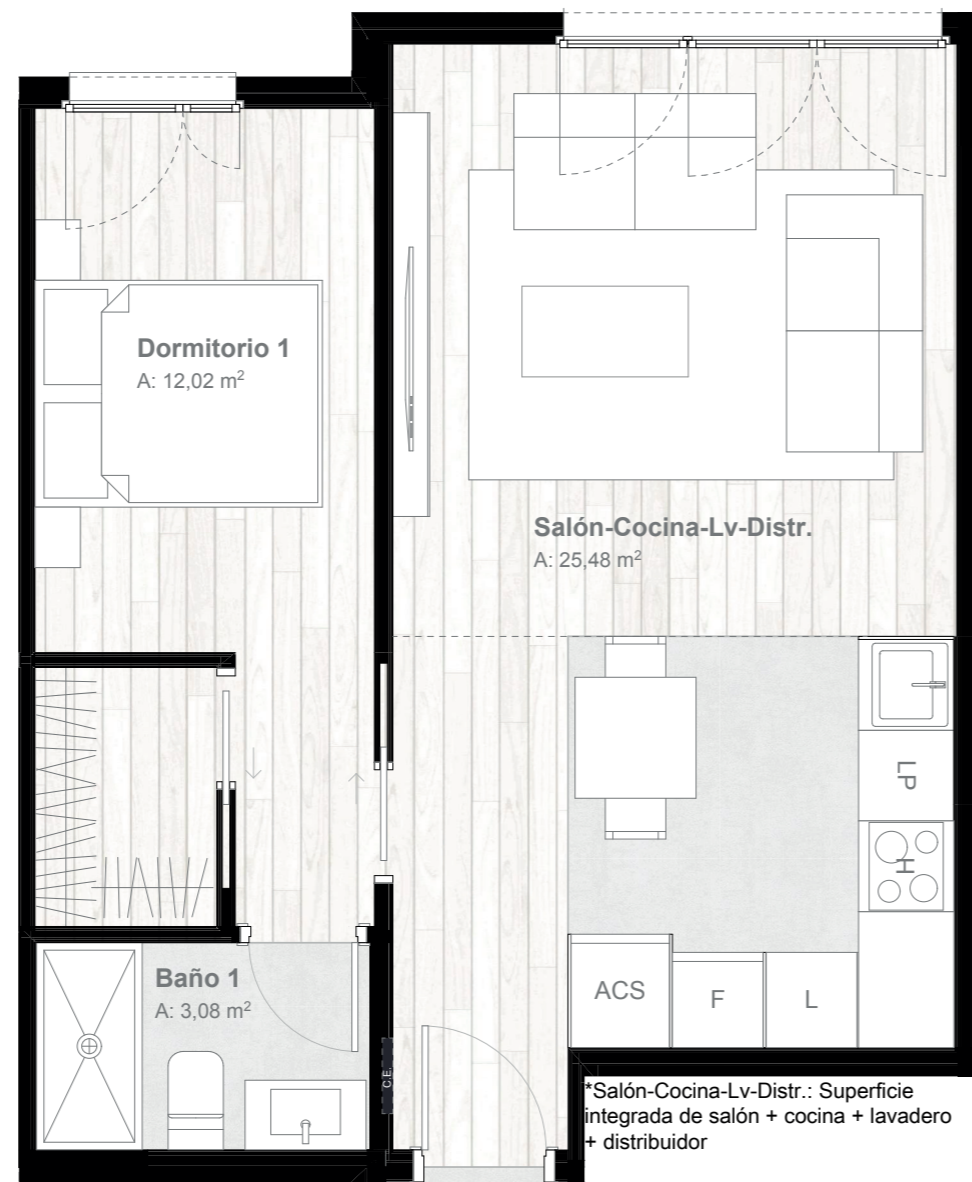 Dormitorio 1
A: 12,02 m²
Salón-Cocina-Lv-Distr.
A: 25,48 m²
LP
H
Baño 1
A: 3,08 m²
ACS
F
L
C.E.
*Salón-Cocina-Lv-Distr.: Superficie
integrada de salón + cocina + lavadero
+ distribuidor